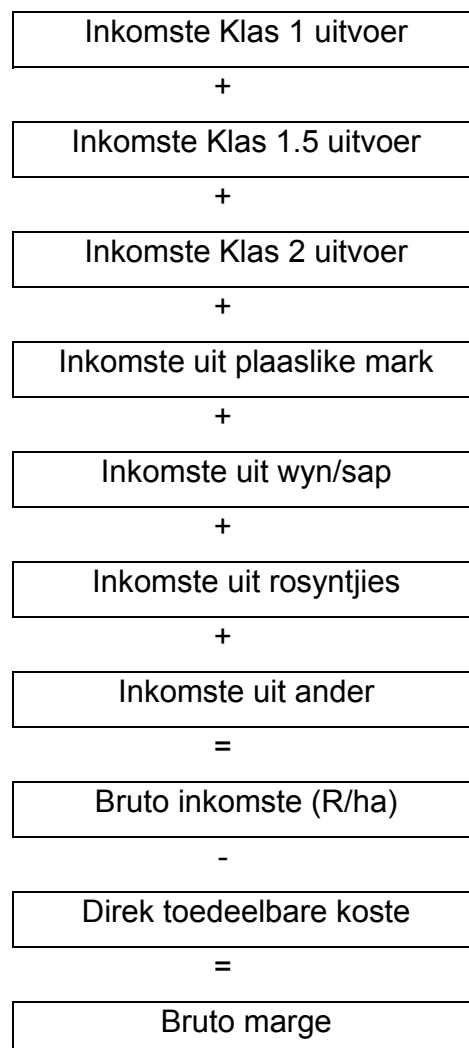 Inkomste Klas 1 uitvoer
+
Inkomste Klas 1.5 uitvoer
+
Inkomste Klas 2 uitvoer
+
Inkomste uit plaaslike mark
+
Inkomste uit wyn/sap
+
Inkomste uit rosyntjies
+
Inkomste uit ander
=
Bruto inkomste (R/ha)
-
Direk toedeelbare koste
=
Bruto marge